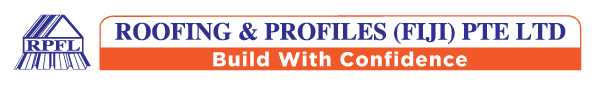 RPFL
ROOFING & PROFILES (FIJI) PTE LTD
Build With Confidence